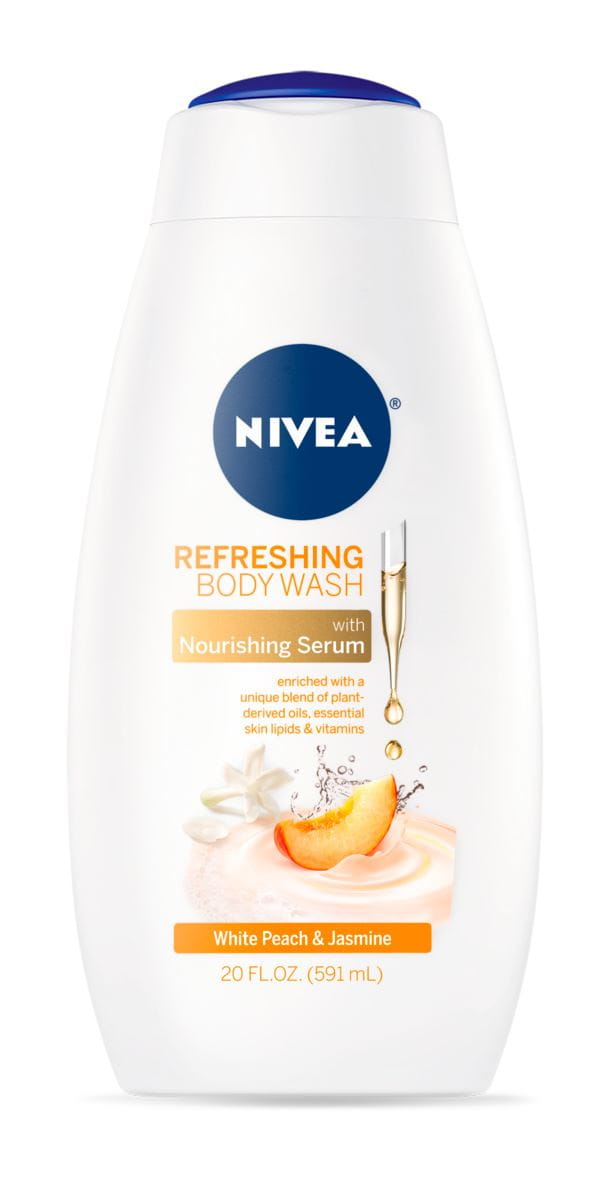 NIVEA®
REFRESHING
BODY WASH
with
Nourishing Serum
enriched with a
unique blend of plant-
derived oils, essential
skin lipids & vitamins
White Peach & Jasmine
20 FL.OZ. (591 mL)